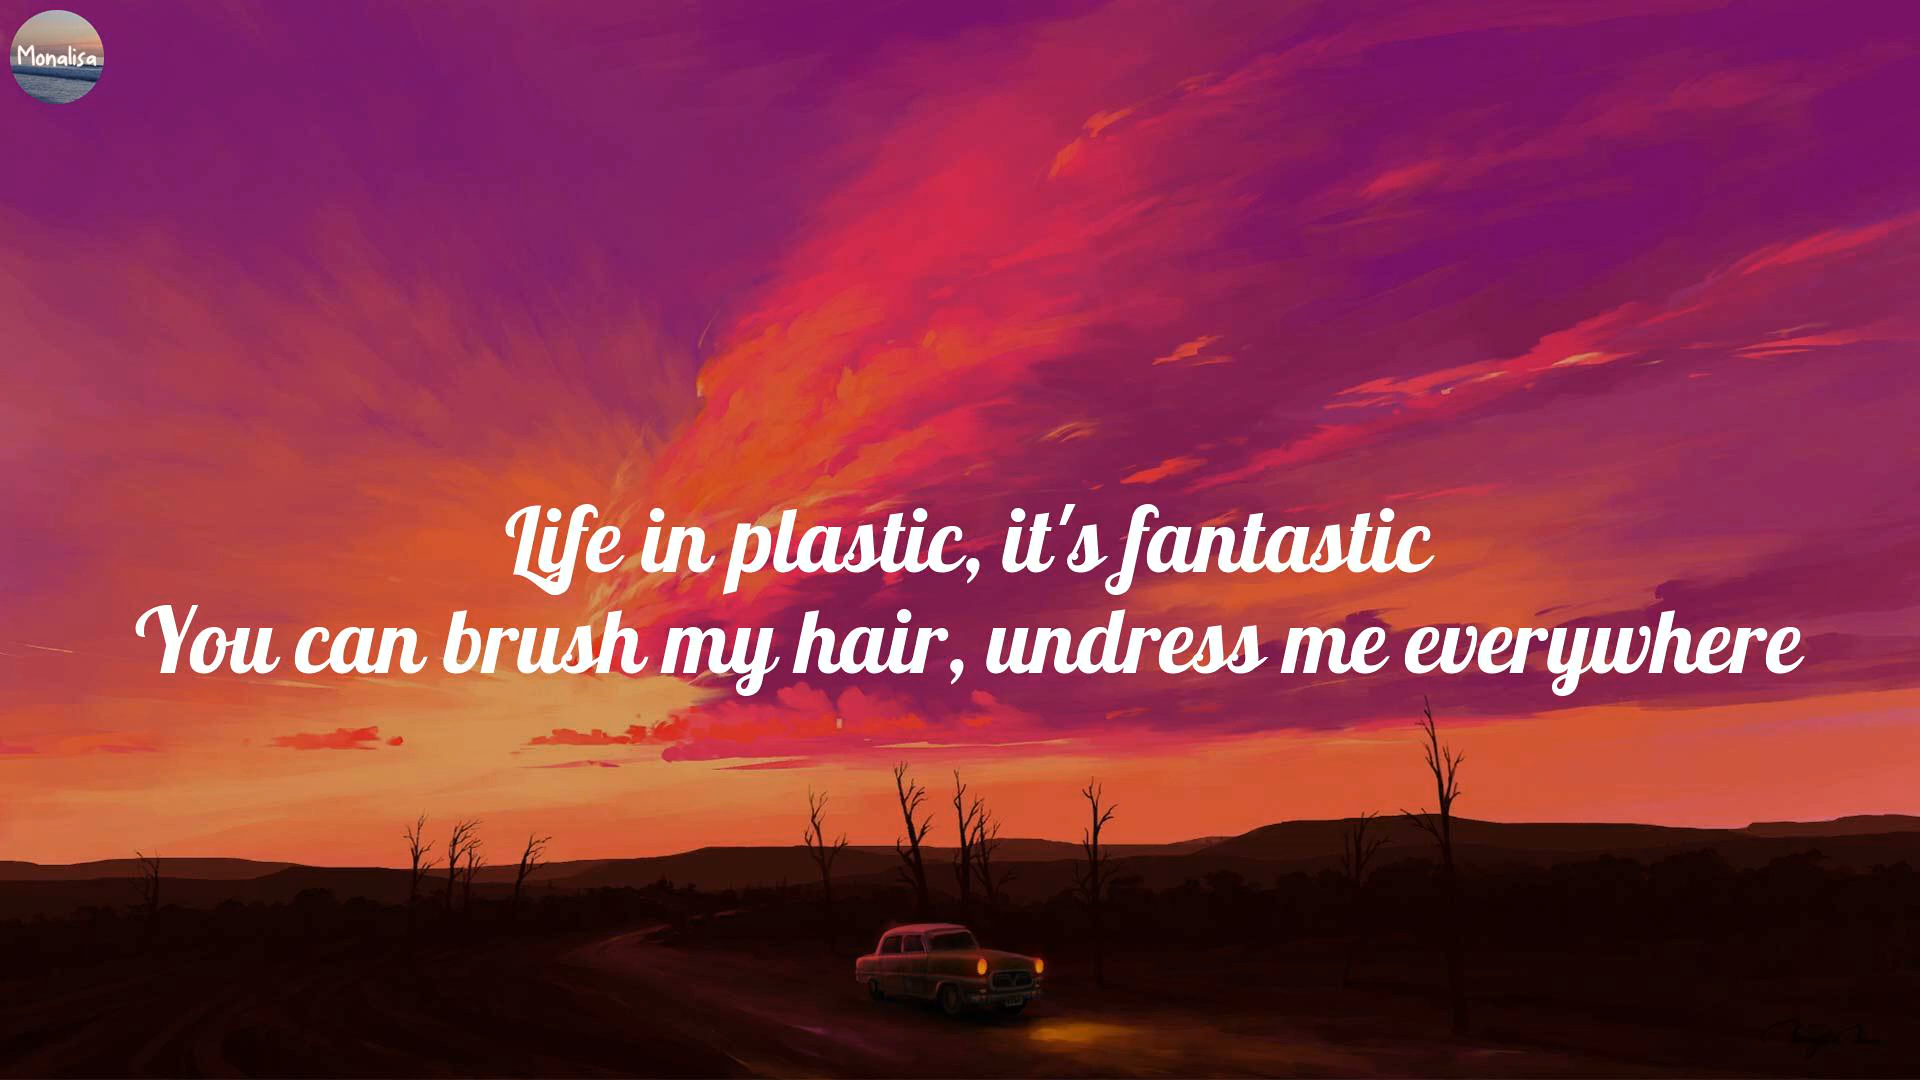 Monalisa
Life in plastic, it's fantastic
You can brush my hair, undress me everywhere